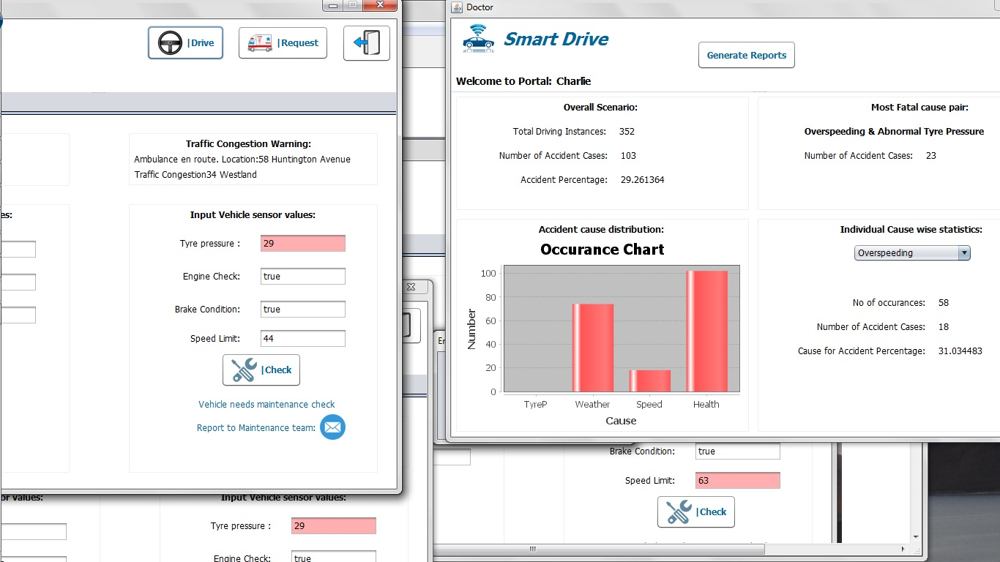 |Drive
|Request
Traffic Congestion Warning:
Ambulance en route. Location:58 Huntington Avenue
Traffic Congestion34 Westland
es:
Input Vehicle sensor values:
Tyre pressure :
29
Engine Check:
true
Brake Condition:
true
Speed Limit:
44
|Check
Vehicle needs maintenance check
Report to Maintenance team:
or values:
Input Vehicle sensor values:
Tyre pressure :
29
Engine Check:
true
Er
Doctor
Smart Drive
Generate Reports
Welcome to Portal: Charlie
Overall Scenario:
Total Driving Instances: 352
Number of Accident Cases: 103
Accident Percentage: 29.261364
Most Fatal cause pair:
Overspeeding & Abnormal Tyre Pressure
Number of Accident Cases: 23
Accident cause distribution:
Occurance Chart
Number
100
80
60
40
20
0
TyreP Weather Speed Health
Cause
Individual Cause wise statistics:
Overspeeding
No of occurances: 58
Number of Accident Cases: 18
Cause for Accident Percentage: 31.034483
Brake Condition:
true
Speed Limit:
63
|Check